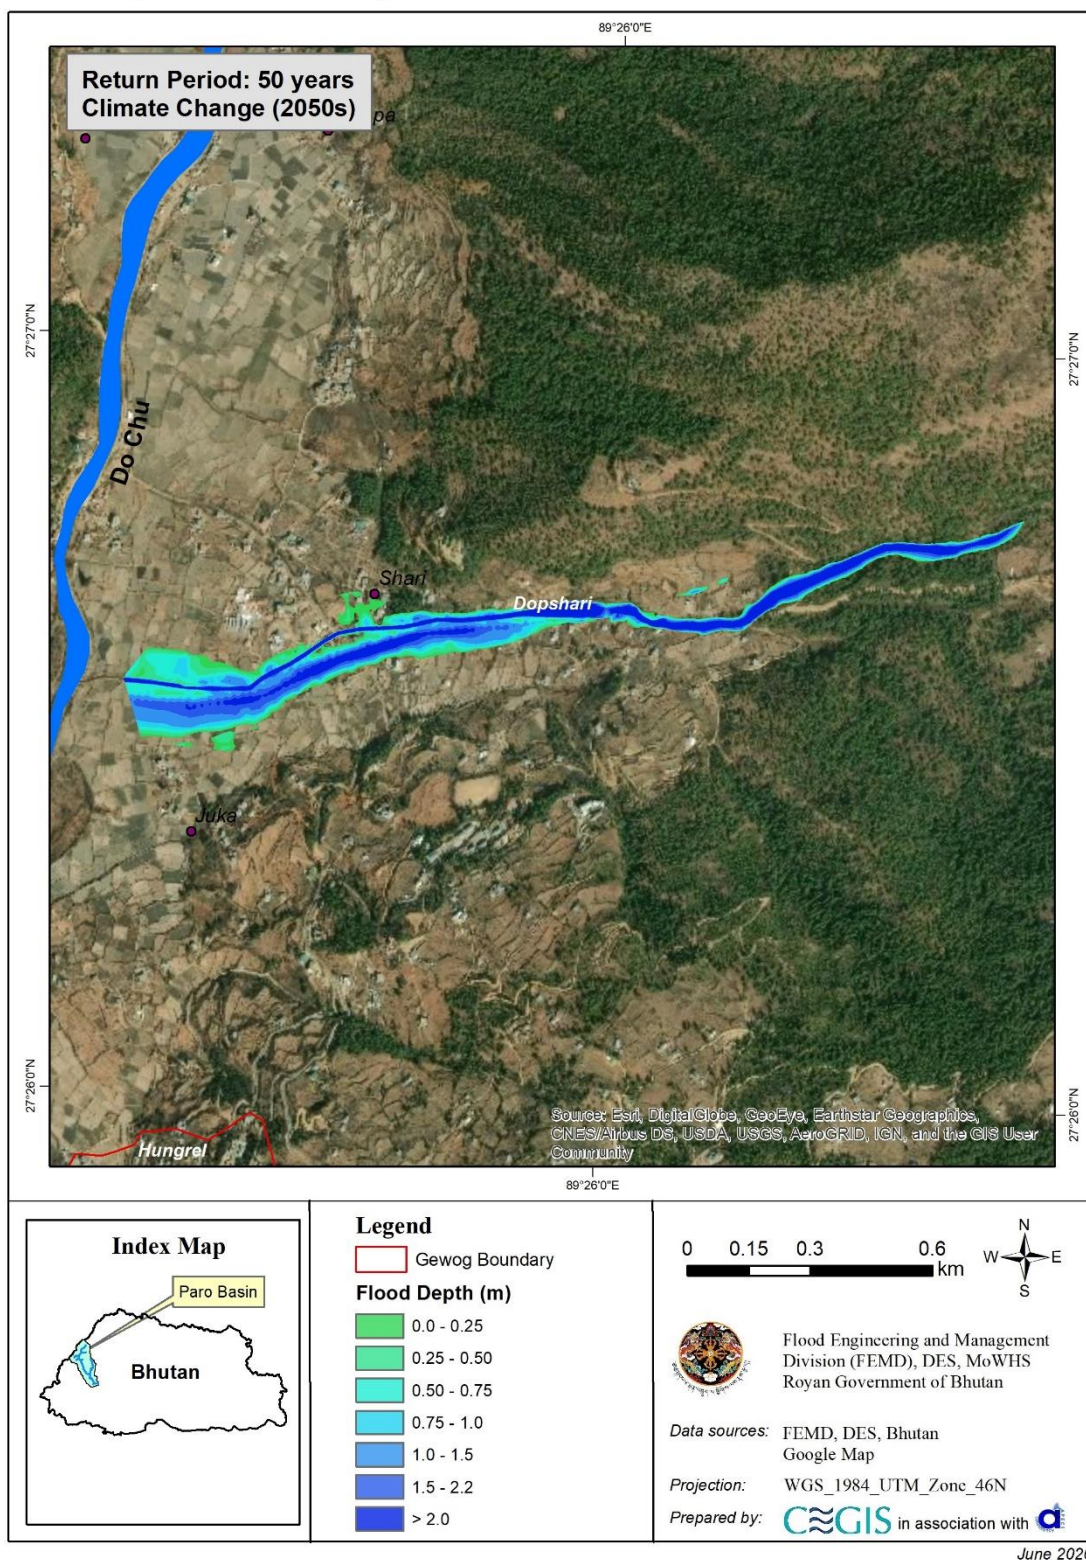 89°26'0"E
Return Period: 50 years
Climate Change (2050s)
pa
27°27'0"N
27°27'0"N
Do Chu
Shari
Dopshari
Juka
27°26'0"N
27°26'0"N
Source: Esri, DigitalGlobe, GeoEye, Earthstar Geographics,
CNES/Airbus DS, USDA, USGS, AeroGRID, IGN, and the GIS User
Community
Hungrel
89°26'0"E
Index Map
Paro Basin
Bhutan
Legend
Gewog Boundary
Flood Depth (m)
0.0 - 0.25
0.25 - 0.50
0.50 - 0.75
0.75 - 1.0
1.0 - 1.5
1.5 - 2.2
> 2.0
0 0.15 0.3 0.6
km
N
W E
S
Flood Engineering and Management
Division (FEMD), DES, MoWHS
Royan Government of Bhutan
Data sources: FEMD, DES, Bhutan
Google Map
Projection: WGS_1984_UTM_Zone_46N
Prepared by: CEGIS in association with a
June 2020